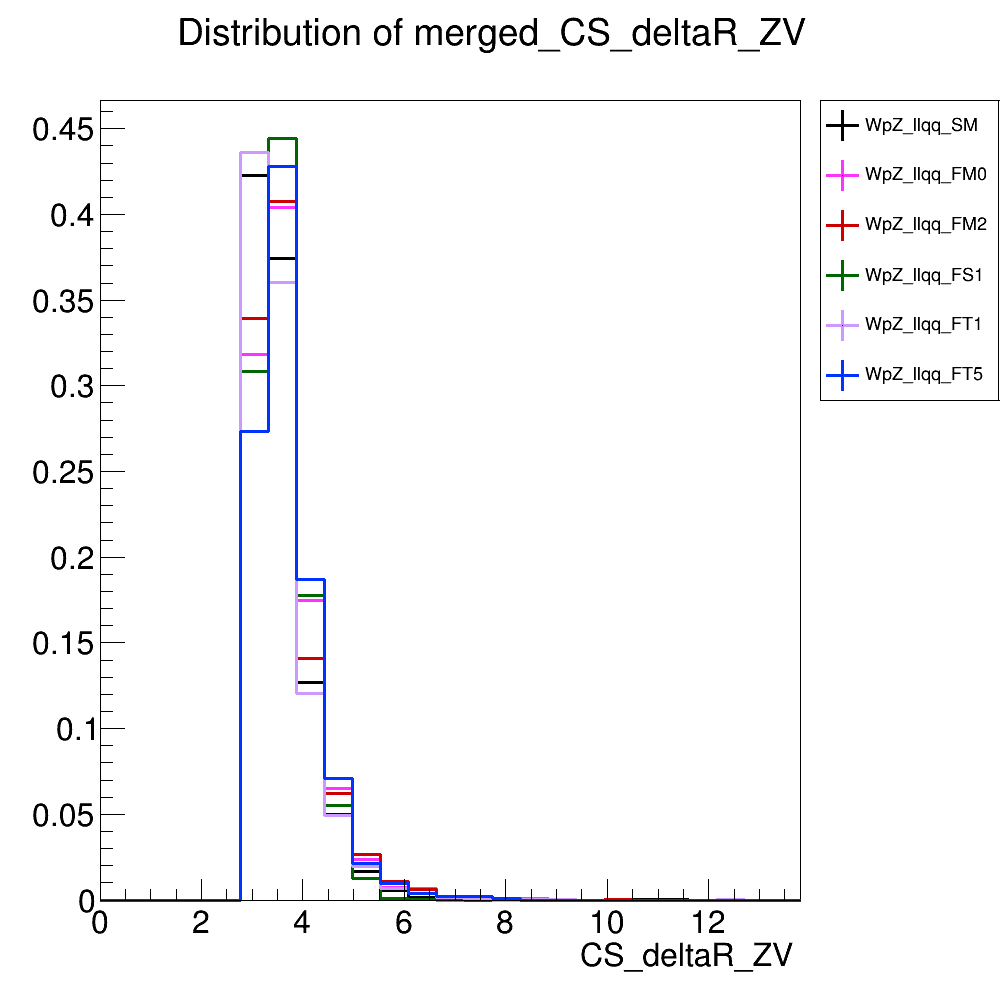 Distribution of merged_CS_deltaR_ZV
0.45
0.4
0.35
0.3
0.25
0.2
0.15
0.1
0.05
0
0 2 4 6 8 10 12
CS_deltaR_ZV
WpZ_llqq_SM
WpZ_llqq_FM0
WpZ_llqq_FM2
WpZ_llqq_FS1
WpZ_llqq_FT1
WpZ_llqq_FT5